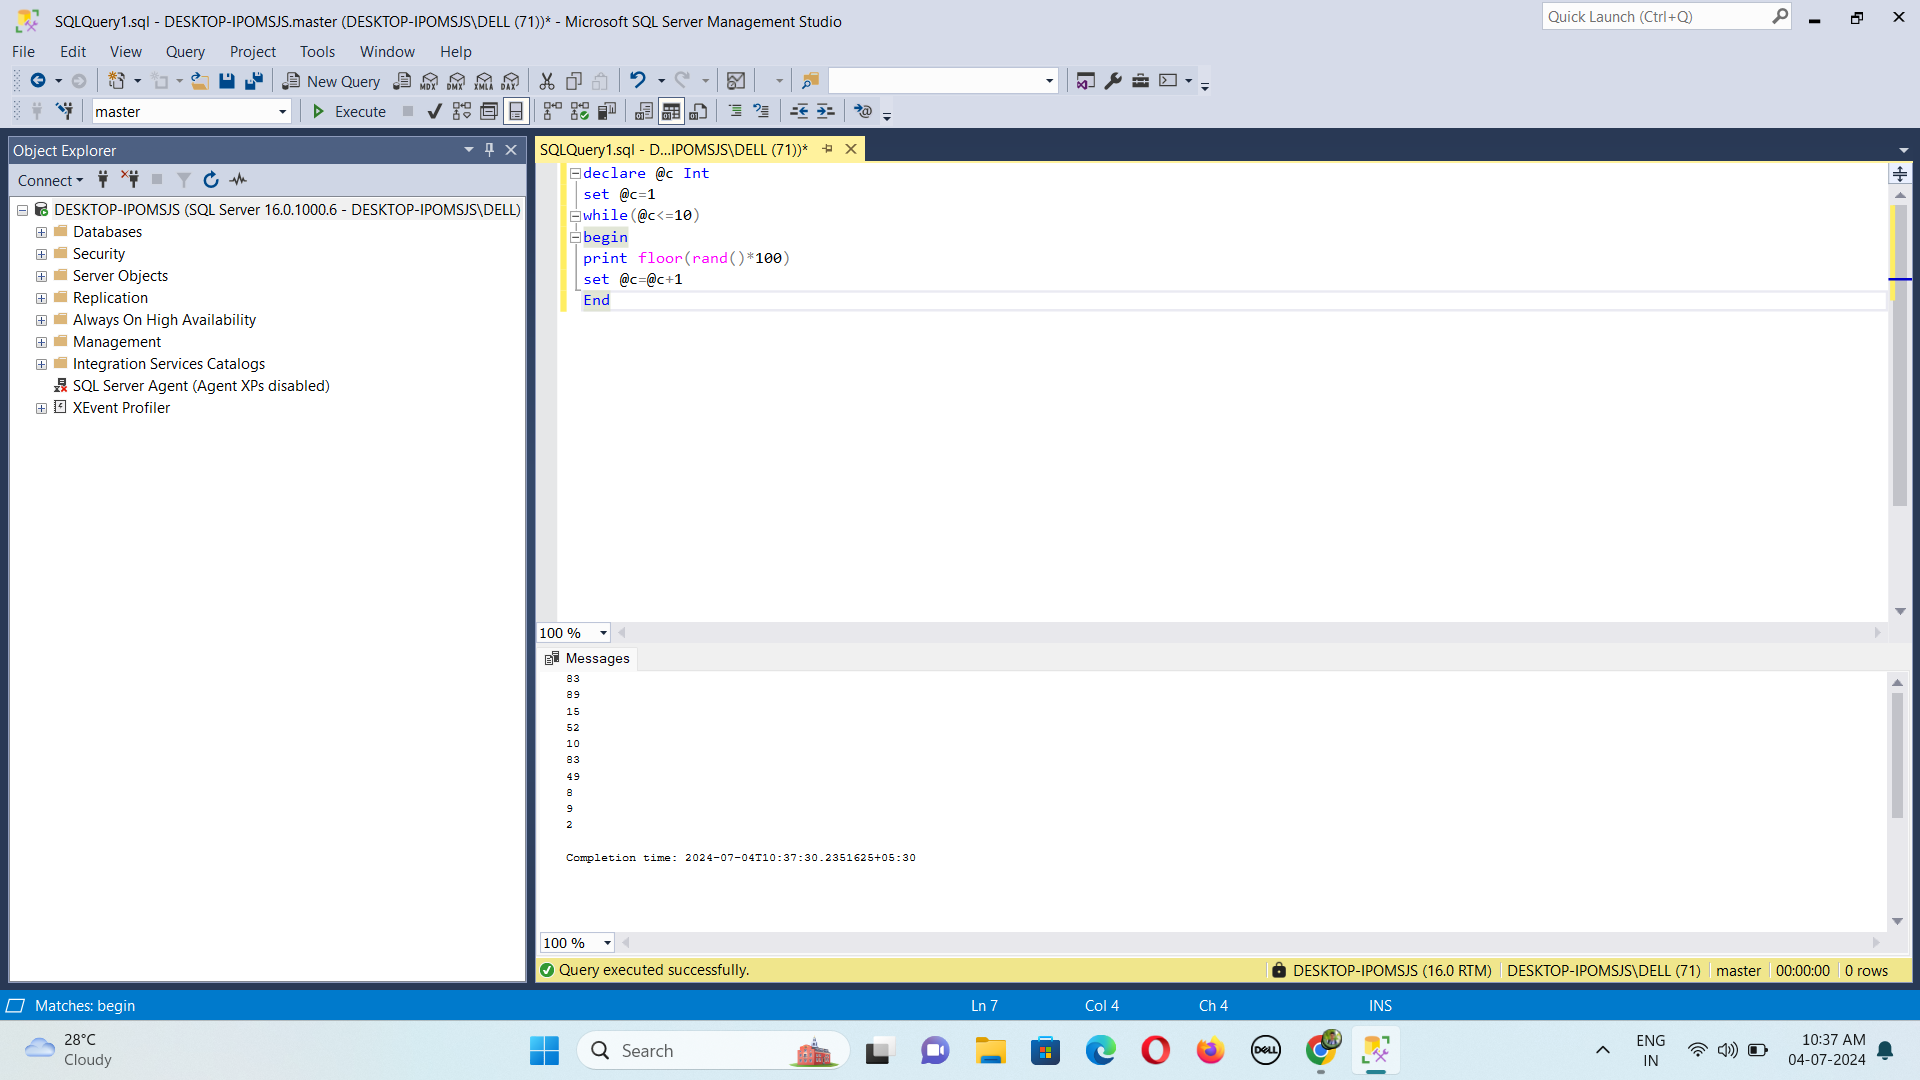 SQLQuery1.sql - DESKTOP-IPOMSJS.master (DESKTOP-IPOMSJS\DELL (71))* - Microsoft SQL Server Management Studio
Quick Launch (Ctrl+Q)
File Edit View Query Project Tools Window Help
New Query MDX DMX XMLA DAX
master
Execute
Object Explorer
Connect
DESKTOP-IPOMSJS (SQL Server 16.0.1000.6 - DESKTOP-IPOMSJS\DELL)
Databases
Security
Server Objects
Replication
Always On High Availability
Management
Integration Services Catalogs
SQL Server Agent (Agent XPs disabled)
XEvent Profiler
SQLQuery1.sql - D...IPOMSJS\DELL (71))*
declare @c Int
set @c=1
while(@c<=10)
begin
print floor(rand()*100)
set @c=@c+1
End
100 %
Messages
83
89
15
52
10
83
49
8
9
2
Completion time: 2024-07-04T10:37:30.2351625+05:30
100 %
Query executed successfully.
DESKTOP-IPOMSJS (16.0 RTM) DESKTOP-IPOMSJS\DELL (71) master 00:00:00 0 rows
Matches: begin
Ln 7 Col 4 Ch 4 INS
28°C
Cloudy
Search
DELL
ENG
IN
10:37 AM
04-07-2024